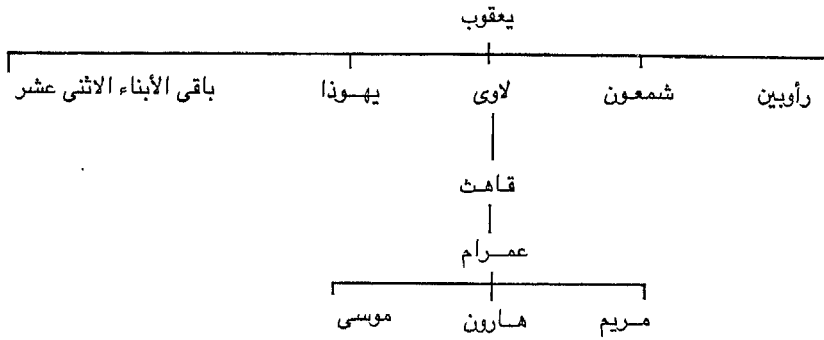 يعقوب
رأوبين شمعون لاوى يهوذا باقى الأبناء الاثنى عشر
قاهث
عمرام
مريم هارون موسى